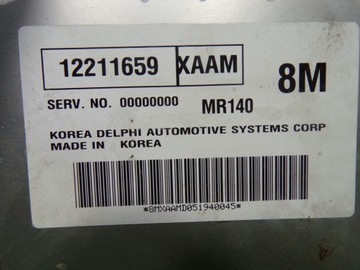 12211659 XAAM 8M
SERV. NO. 00000000 MR140
KOREA DELPHI AUTOMOTIVE SYSTEMS CORP
MADE IN KOREA
*8MXAAMD051940045*